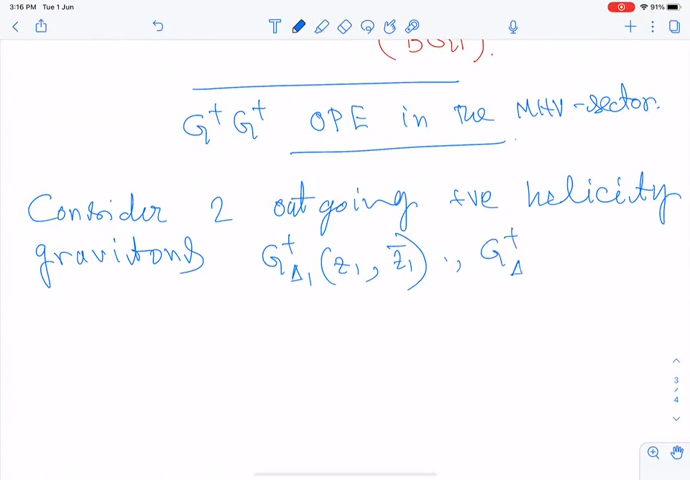 3:16 PM Tue 1 Jun
91%
G⁺ G⁺ OPE in the MHV-sector.
Consider 2 outgoing +ve helicity
gravitons G⁺_Δ₁ (z₁, z̄₁) , G⁺_Δ
3
/
4